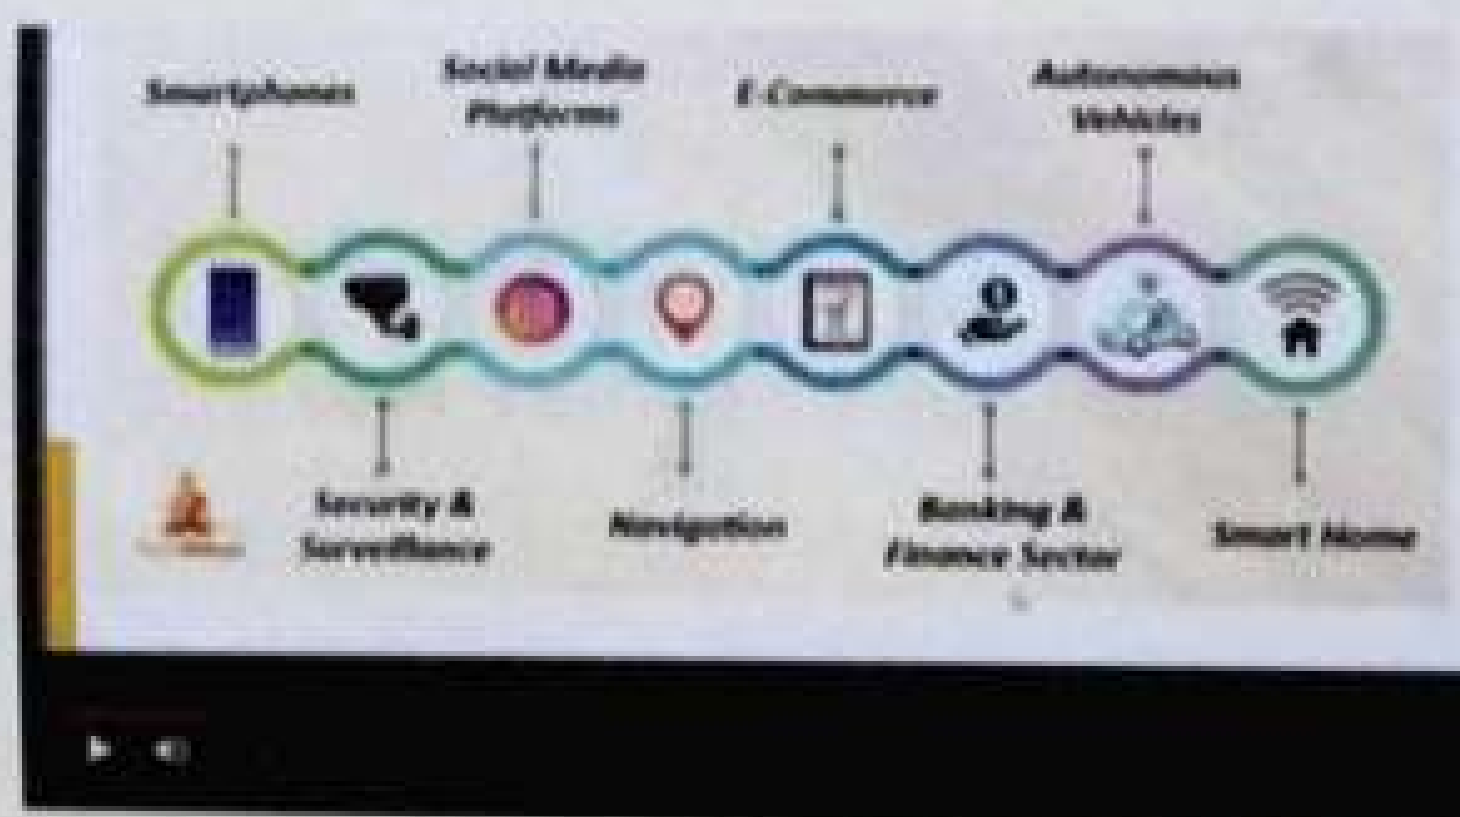 Smartphones
Social Media
Platforms
E-Commerce
Autonomous
Vehicles
Security &
Surveillance
Navigation
Banking &
Finance Sector
Smart Home